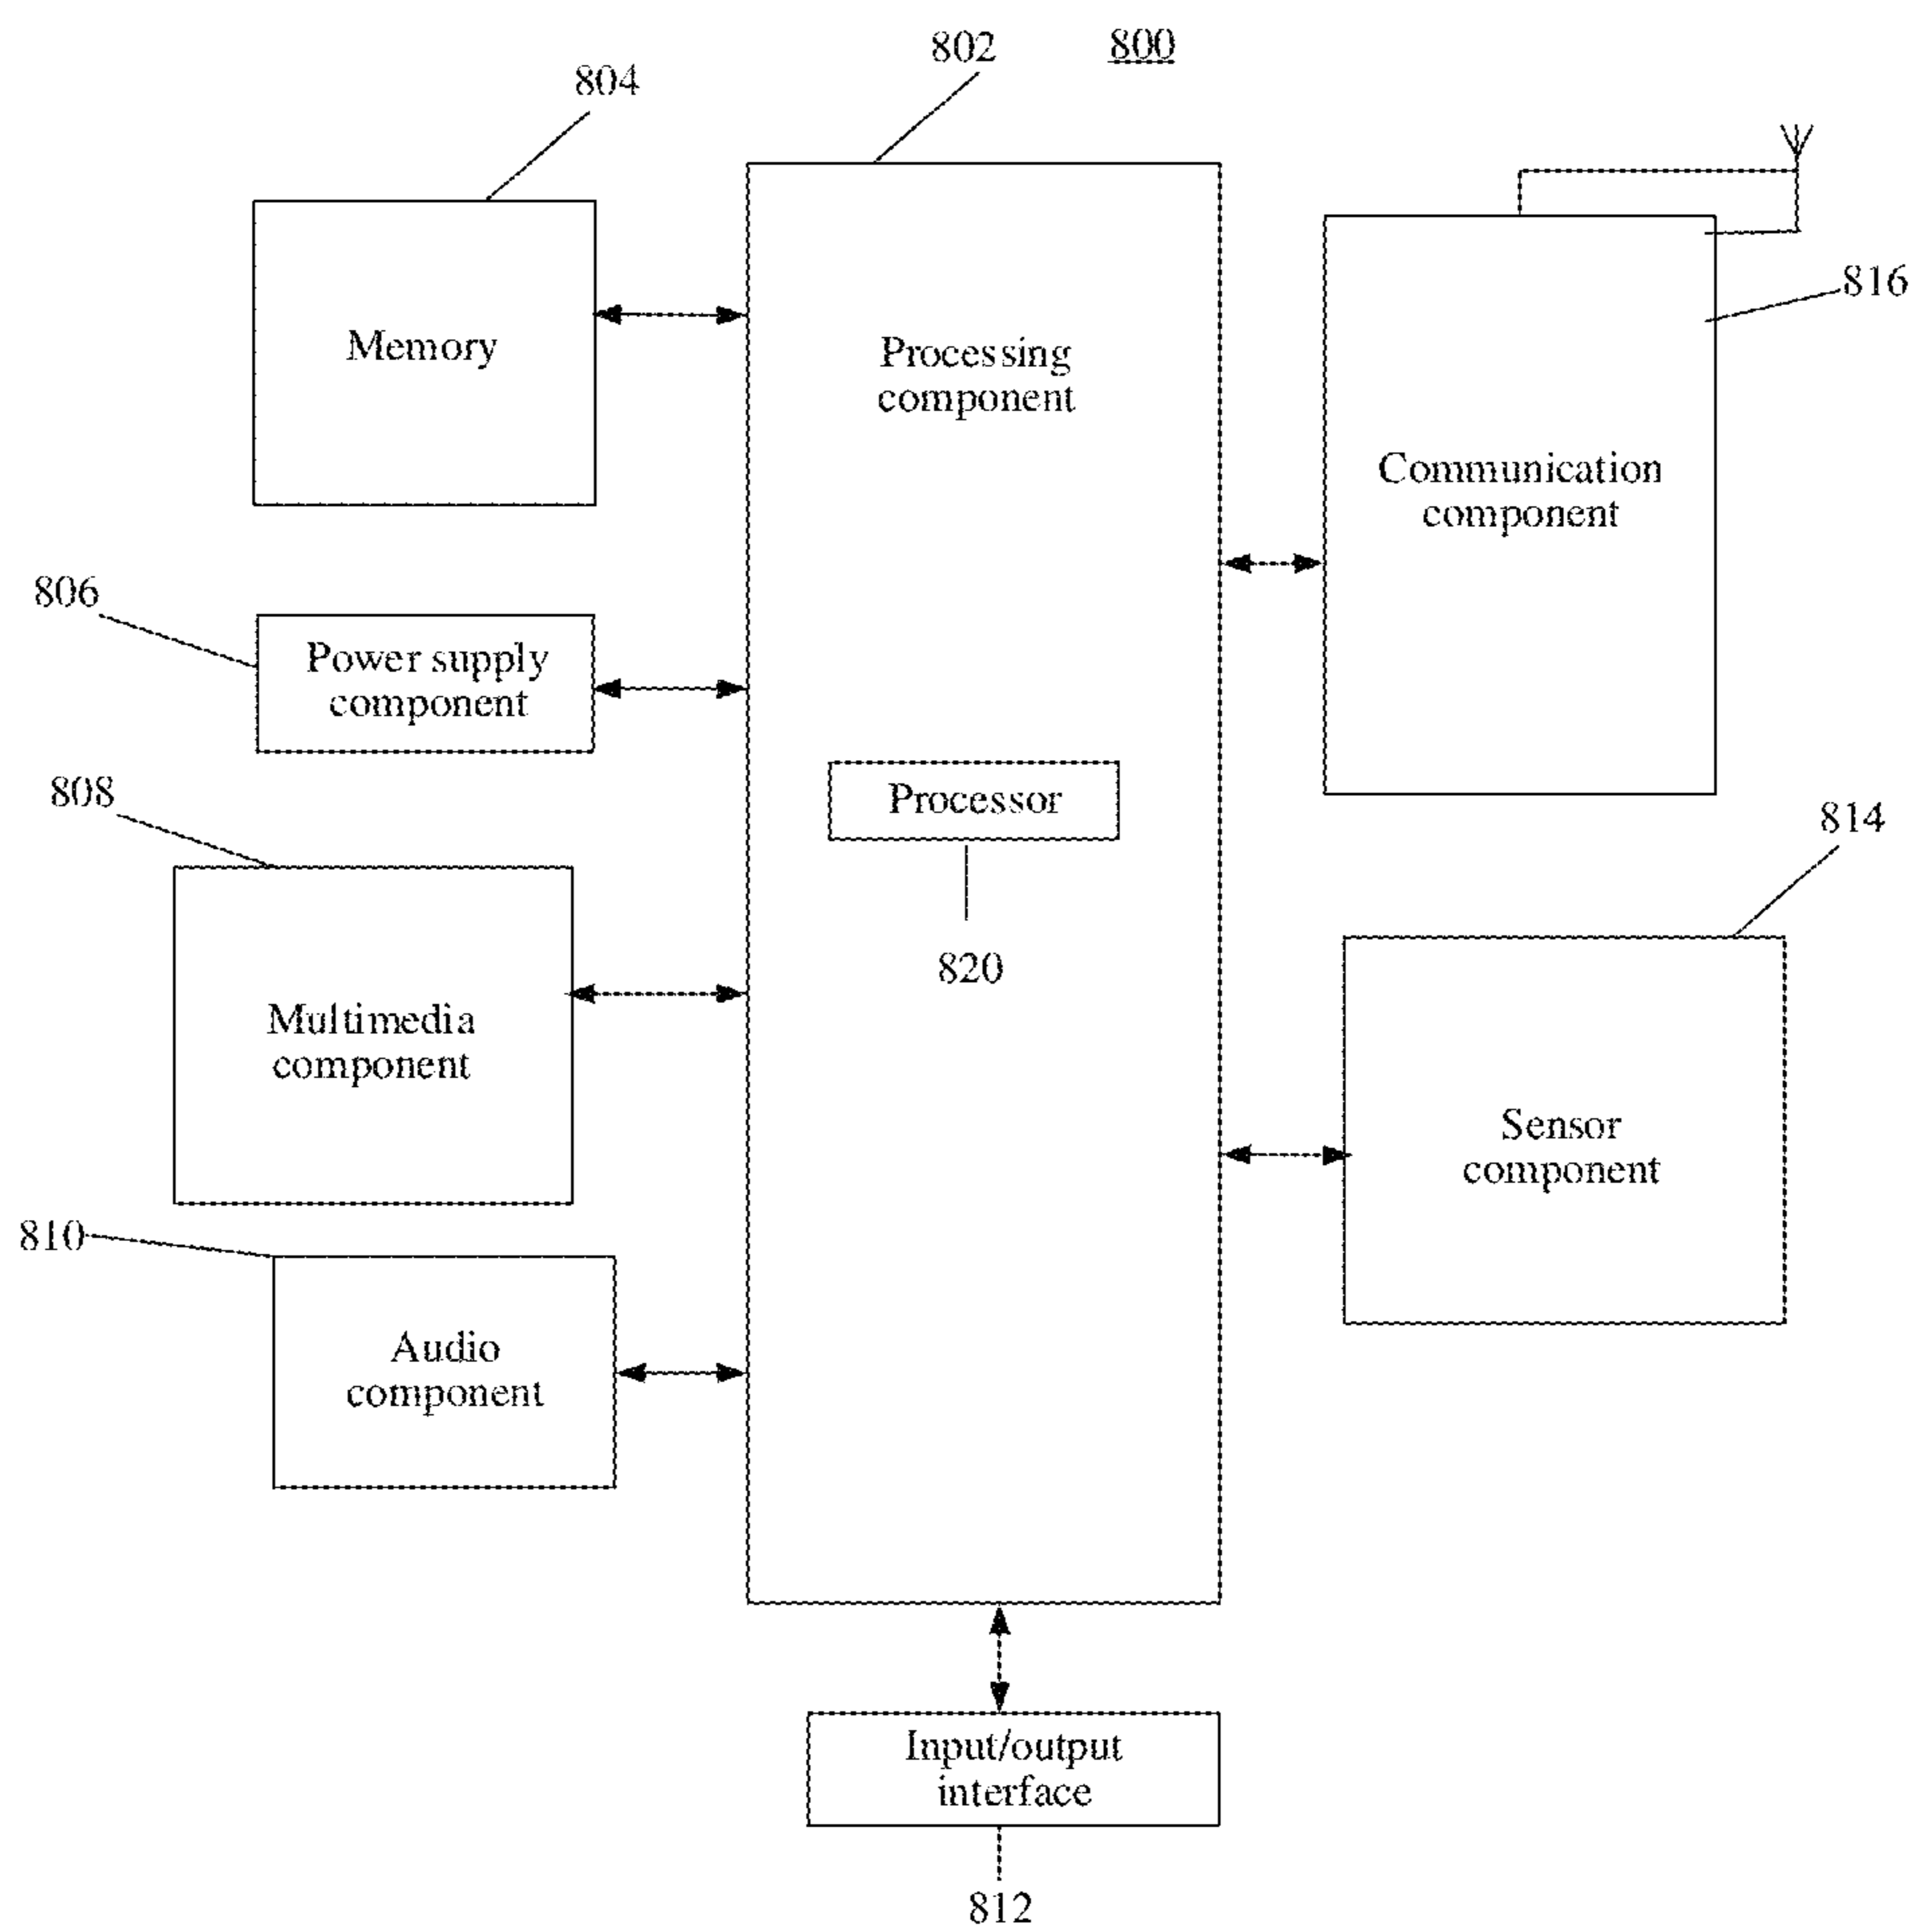 802
800
804
816
Memory
Processing
component
Communication
component
806
Power supply
component
808
Processor
814
820
Multimedia
component
Sensor
component
810
Audio
component
Input/output
interface
812